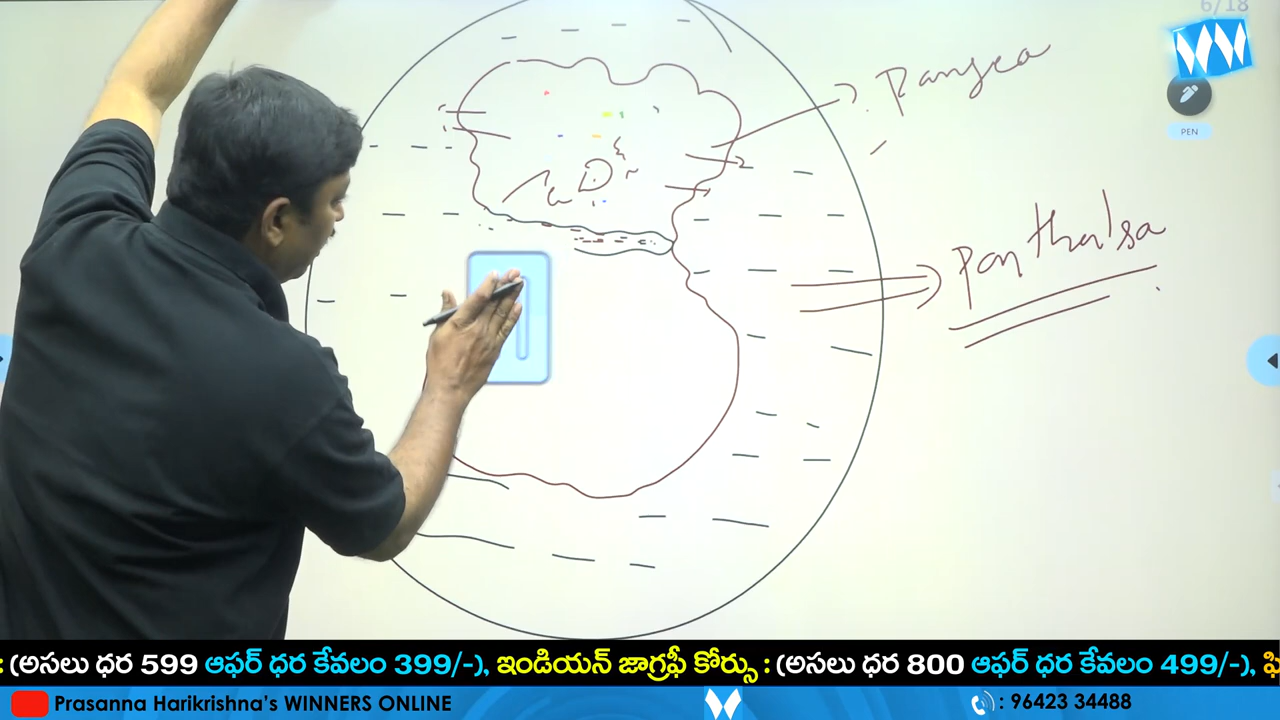 6/18
WW
PEN
Pangea
Panthalsa
: (అసలు ధర 599 ఆఫర్ ధర కేవలం 399/-), ఇండియన్ జాగ్రఫీ కోర్సు : (అసలు ధర 800 ఆఫర్ ధర కేవలం 499/-),
Prasanna Harikrishna's WINNERS ONLINE
: 96423 34488